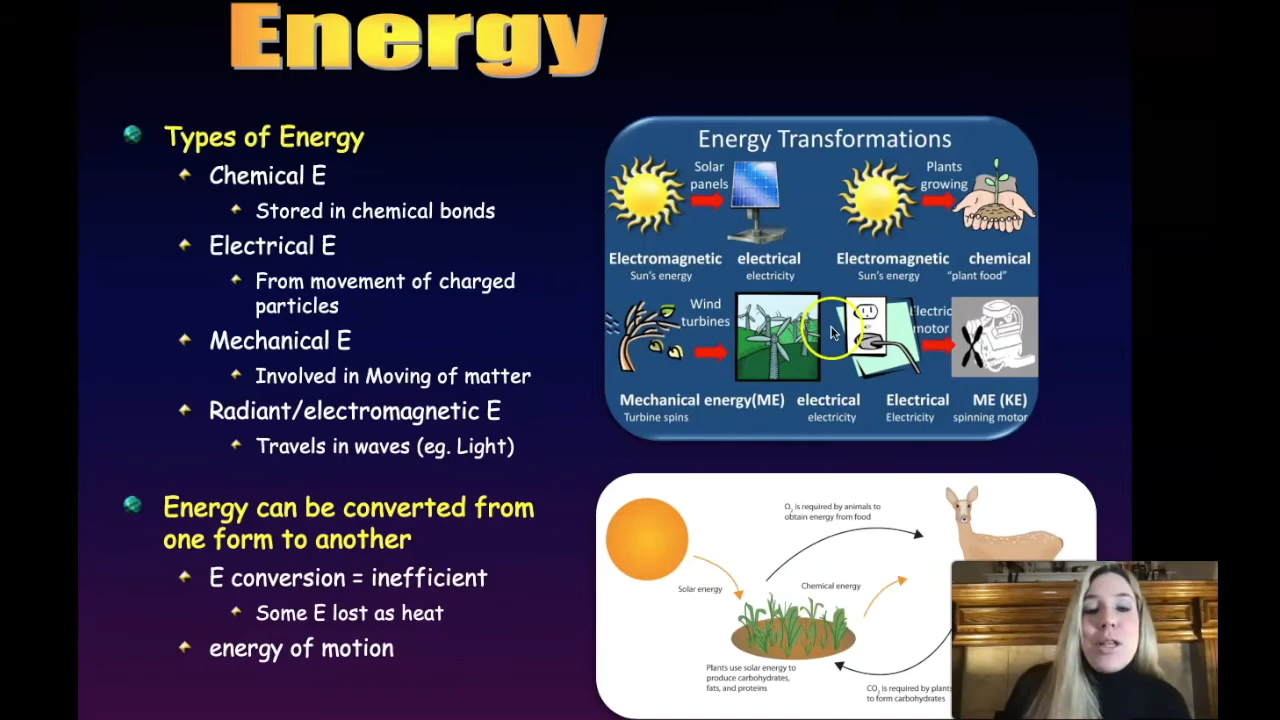 Energy
Types of Energy
Chemical E
Stored in chemical bonds
Electrical E
From movement of charged
particles
Mechanical E
Involved in Moving of matter
Radiant/electromagnetic E
Travels in waves (eg. Light)
Energy can be converted from
one form to another
E conversion = inefficient
Some E lost as heat
energy of motion
Energy Transformations
Solar
panels
Plants
growing
Electromagnetic electrical
Sun's energy electricity
Electromagnetic chemical
Sun's energy "plant food"
Wind
turbines
Electric
motor
Mechanical energy(ME) electrical
Turbine spins electricity
Electrical ME (KE)
Electricity spinning motor
O2 is required by animals to
obtain energy from food
Solar energy
Chemical energy
Plants use solar energy to
produce carbohydrates,
fats, and proteins
CO2 is required by plants
to form carbohydrates